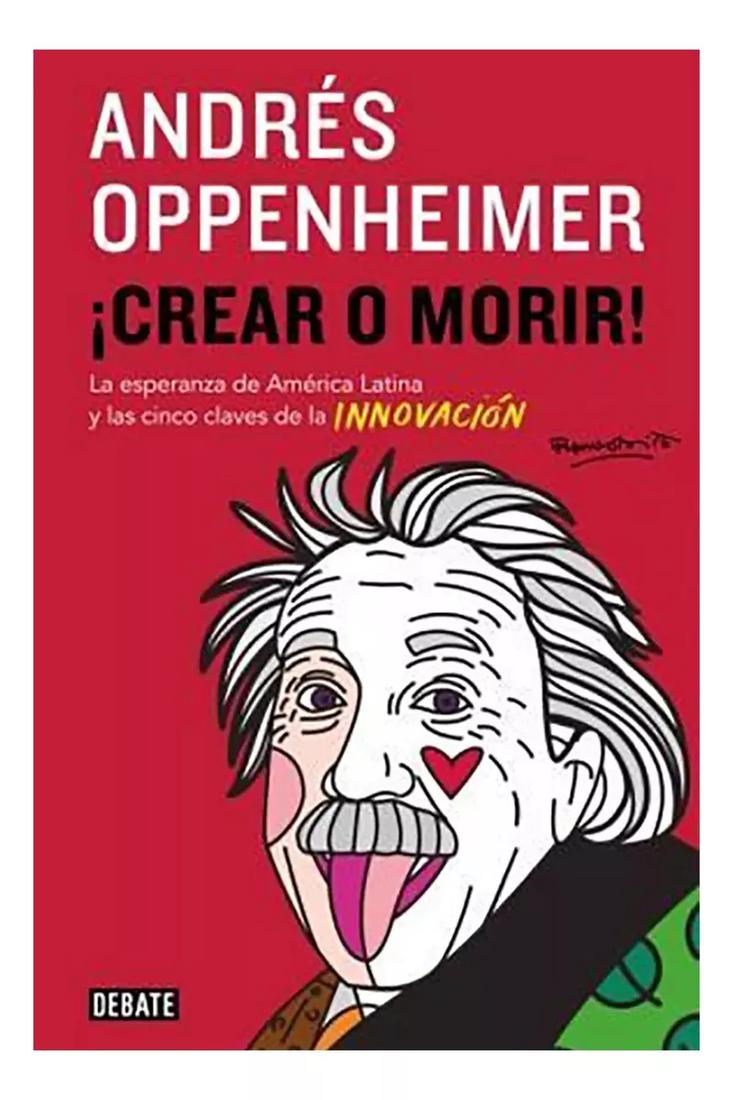 ANDRÉS
OPPENHEIMER
¡CREAR O MORIR!
La esperanza de América Latina
y las cinco claves de la INNOVACIÓN
DEBATE